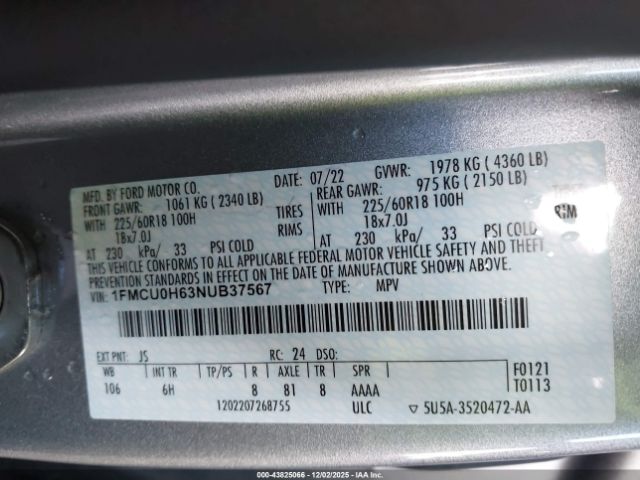 MFD. BY FORD MOTOR CO.
DATE: 07/22 GVWR: 1978 KG ( 4360 LB)
FRONT GAWR: 1061 KG ( 2340 LB)
REAR GAWR: 975 KG ( 2150 LB)
WITH 225/60R18 100H TIRES
18x7.0J RIMS
WITH 225/60R18 100H
18x7.0J
AT 230 kPa/ 33 PSI COLD
AT 230 kPa/ 33 PSI COLD
THIS VEHICLE CONFORMS TO ALL APPLICABLE FEDERAL MOTOR VEHICLE SAFETY AND THEFT
PREVENTION STANDARDS IN EFFECT ON THE DATE OF MANUFACTURE SHOWN ABOVE.
VIN: 1FMCU0H63NUB37567 TYPE: MPV
EXT PNT: JS RC: 24 DSO:
WB INT TR TP/PS R AXLE TR SPR
106 6H 8 81 8 AAAA
F0121
T0113
1202207268755 ULC 5U5A-3520472-AA
000-43825066 - 12/02/2025 - IAA Inc.